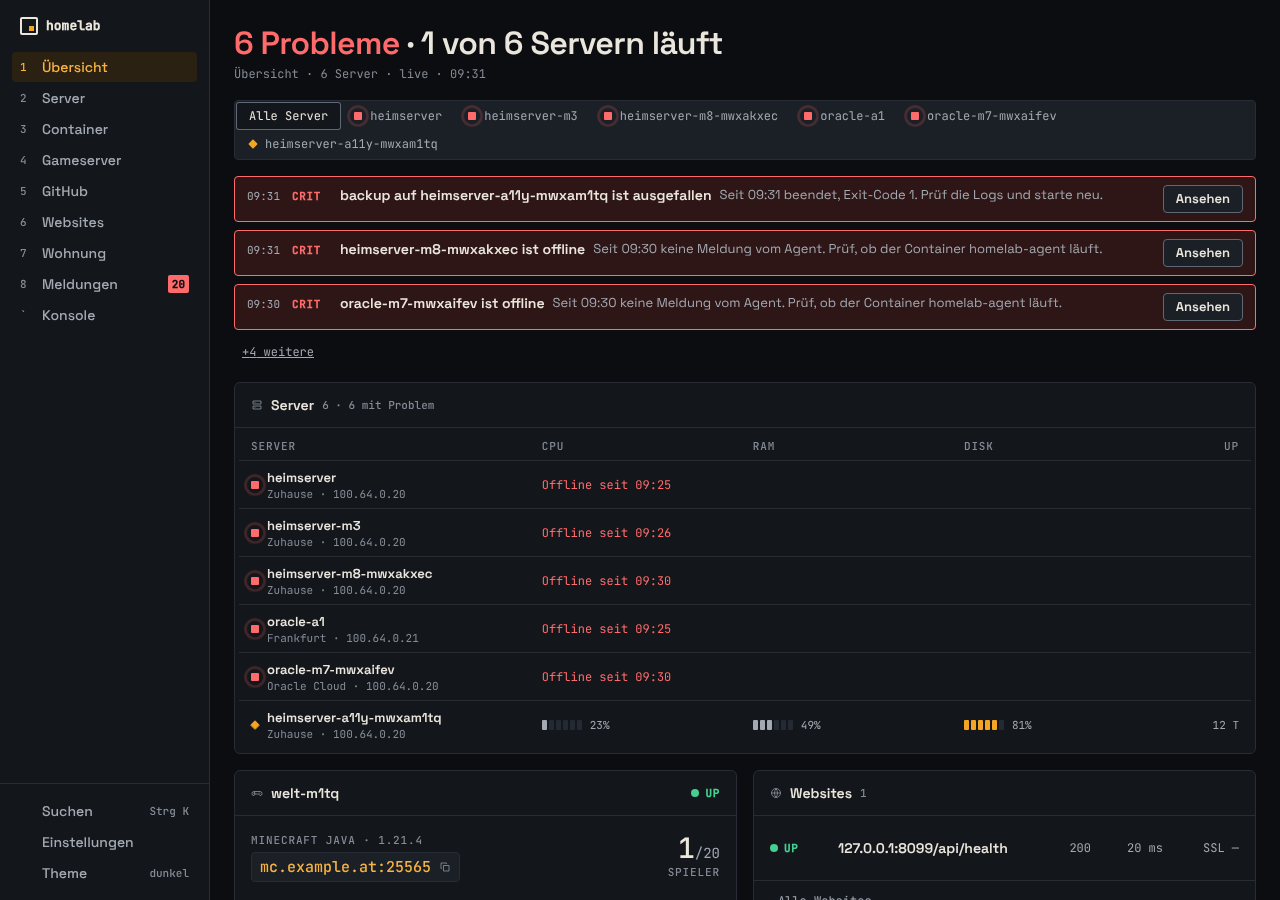 homelab
1 Übersicht
2 Server
3 Container
4 Gameserver
5 GitHub
6 Websites
7 Wohnung
8 Meldungen 20
` Konsole
Suchen Strg K
Einstellungen
Theme dunkel
6 Probleme · 1 von 6 Servern läuft
Übersicht · 6 Server · live · 09:31
Alle Server heimserver heimserver-m3 heimserver-m8-mwxakxec oracle-a1 oracle-m7-mwxaifev
heimserver-a11y-mwxam1tq
09:31 CRIT backup auf heimserver-a11y-mwxam1tq ist ausgefallen Seit 09:31 beendet, Exit-Code 1. Prüf die Logs und starte neu. Ansehen
09:31 CRIT heimserver-m8-mwxakxec ist offline Seit 09:30 keine Meldung vom Agent. Prüf, ob der Container homelab-agent läuft. Ansehen
09:30 CRIT oracle-m7-mwxaifev ist offline Seit 09:30 keine Meldung vom Agent. Prüf, ob der Container homelab-agent läuft. Ansehen
+4 weitere
Server 6 · 6 mit Problem
SERVER CPU RAM DISK UP
heimserver
Zuhause · 100.64.0.20
Offline seit 09:25
heimserver-m3
Zuhause · 100.64.0.20
Offline seit 09:26
heimserver-m8-mwxakxec
Zuhause · 100.64.0.20
Offline seit 09:30
oracle-a1
Frankfurt · 100.64.0.21
Offline seit 09:25
oracle-m7-mwxaifev
Oracle Cloud · 100.64.0.20
Offline seit 09:30
heimserver-a11y-mwxam1tq
Zuhause · 100.64.0.20
23% 49% 81% 12 T
welt-m1tq UP
MINECRAFT JAVA · 1.21.4
mc.example.at:25565
1/20
SPIELER
Websites 1
UP 127.0.0.1:8099/api/health 200 20 ms SSL —
Alle Websites